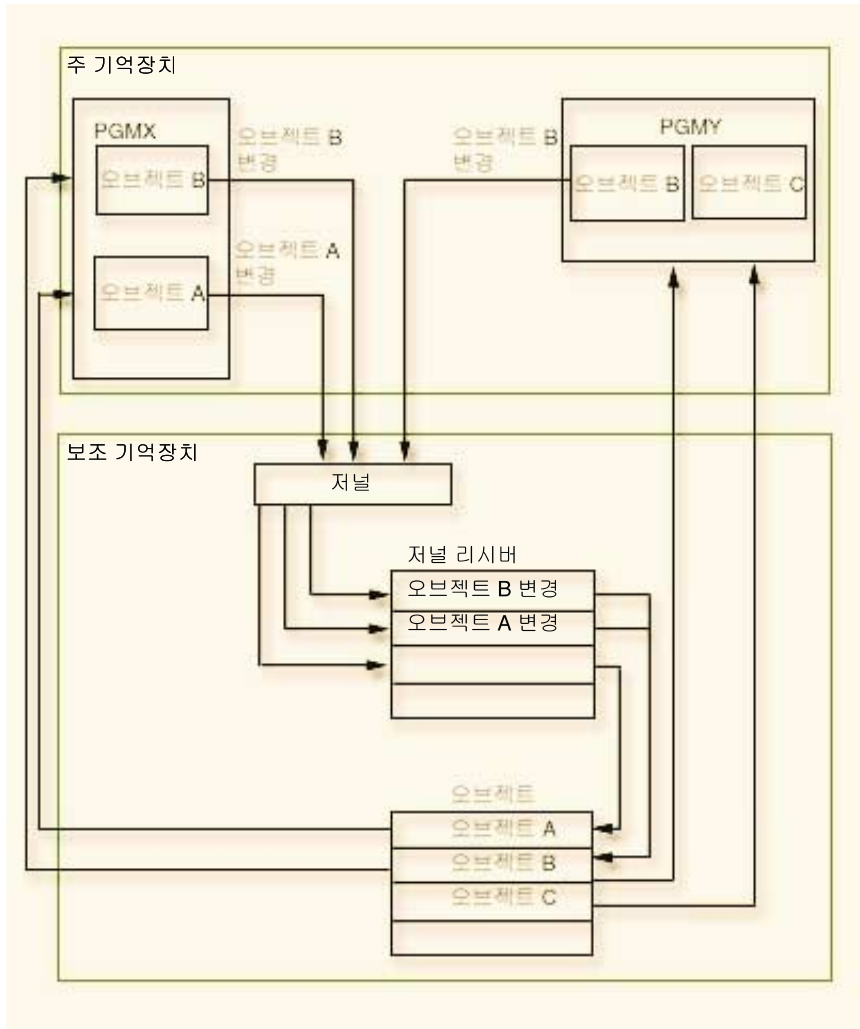 주 기억장치
PGMX
오브젝트 B
오브젝트 A
오브젝트 B
변경
오브젝트 A
변경
오브젝트 B
변경
PGMY
오브젝트 B
오브젝트 C
보조 기억장치
저널
저널 리시버
오브젝트 B 변경
오브젝트 A 변경
오브젝트
오브젝트 A
오브젝트 B
오브젝트 C